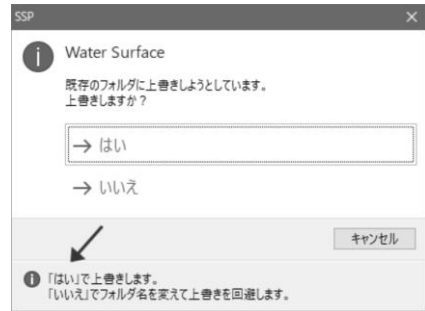 SSP
Water Surface
既存のフォルダに上書きしようとしています。
上書きしますか？
→ はい
→ いいえ
キャンセル
「はい」で上書きします。
「いいえ」でフォルダ名を変えて上書きを回避します。